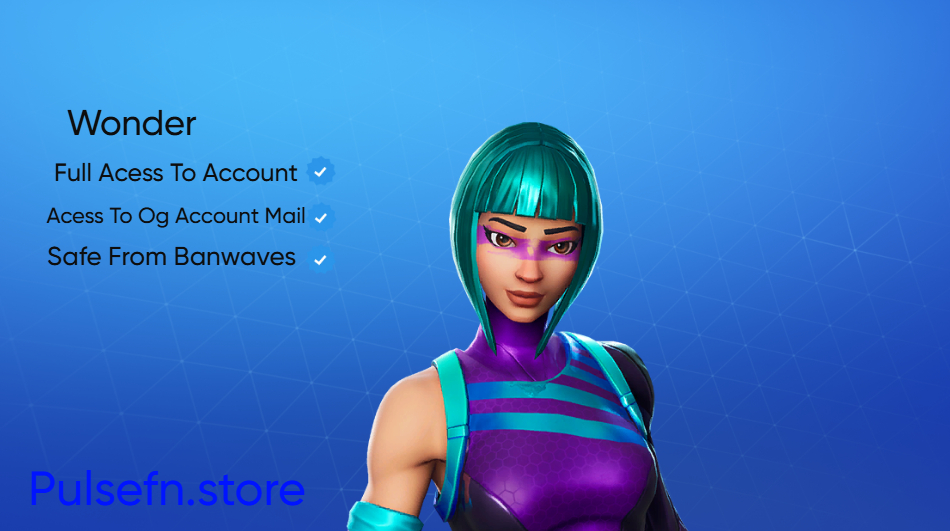 Wonder
Full Acess To Account
Acess To Og Account Mail
Safe From Banwaves
Pulsefn.store